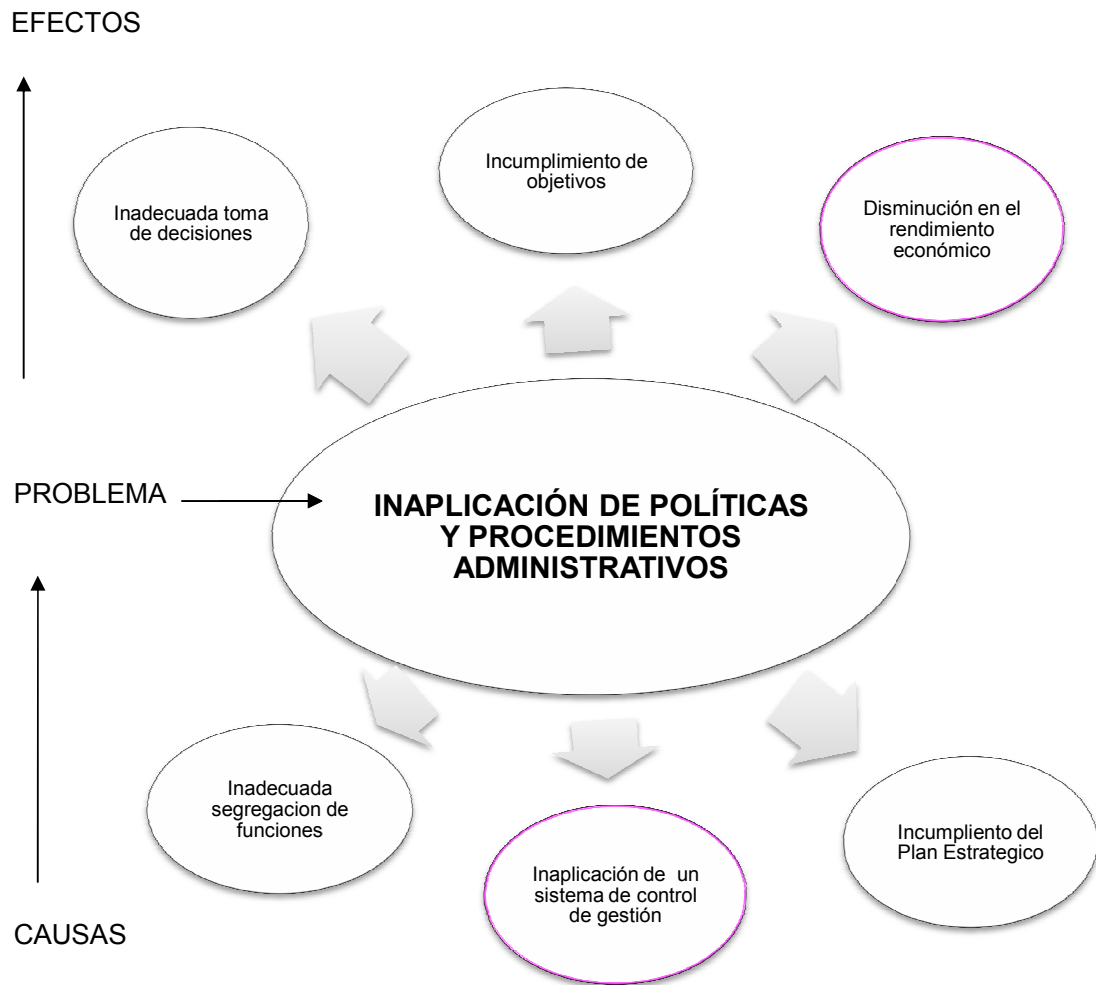 EFECTOS
Inadecuada toma
de decisiones
Incumplimiento de
objetivos
Disminución en el
rendimiento
económico
PROBLEMA
INAPLICACIÓN DE POLÍTICAS
Y PROCEDIMIENTOS
ADMINISTRATIVOS
Inadecuada
segregacion de
funciones
Inaplicación de un
sistema de control
de gestión
Incumpliento del
Plan Estrategico
CAUSAS